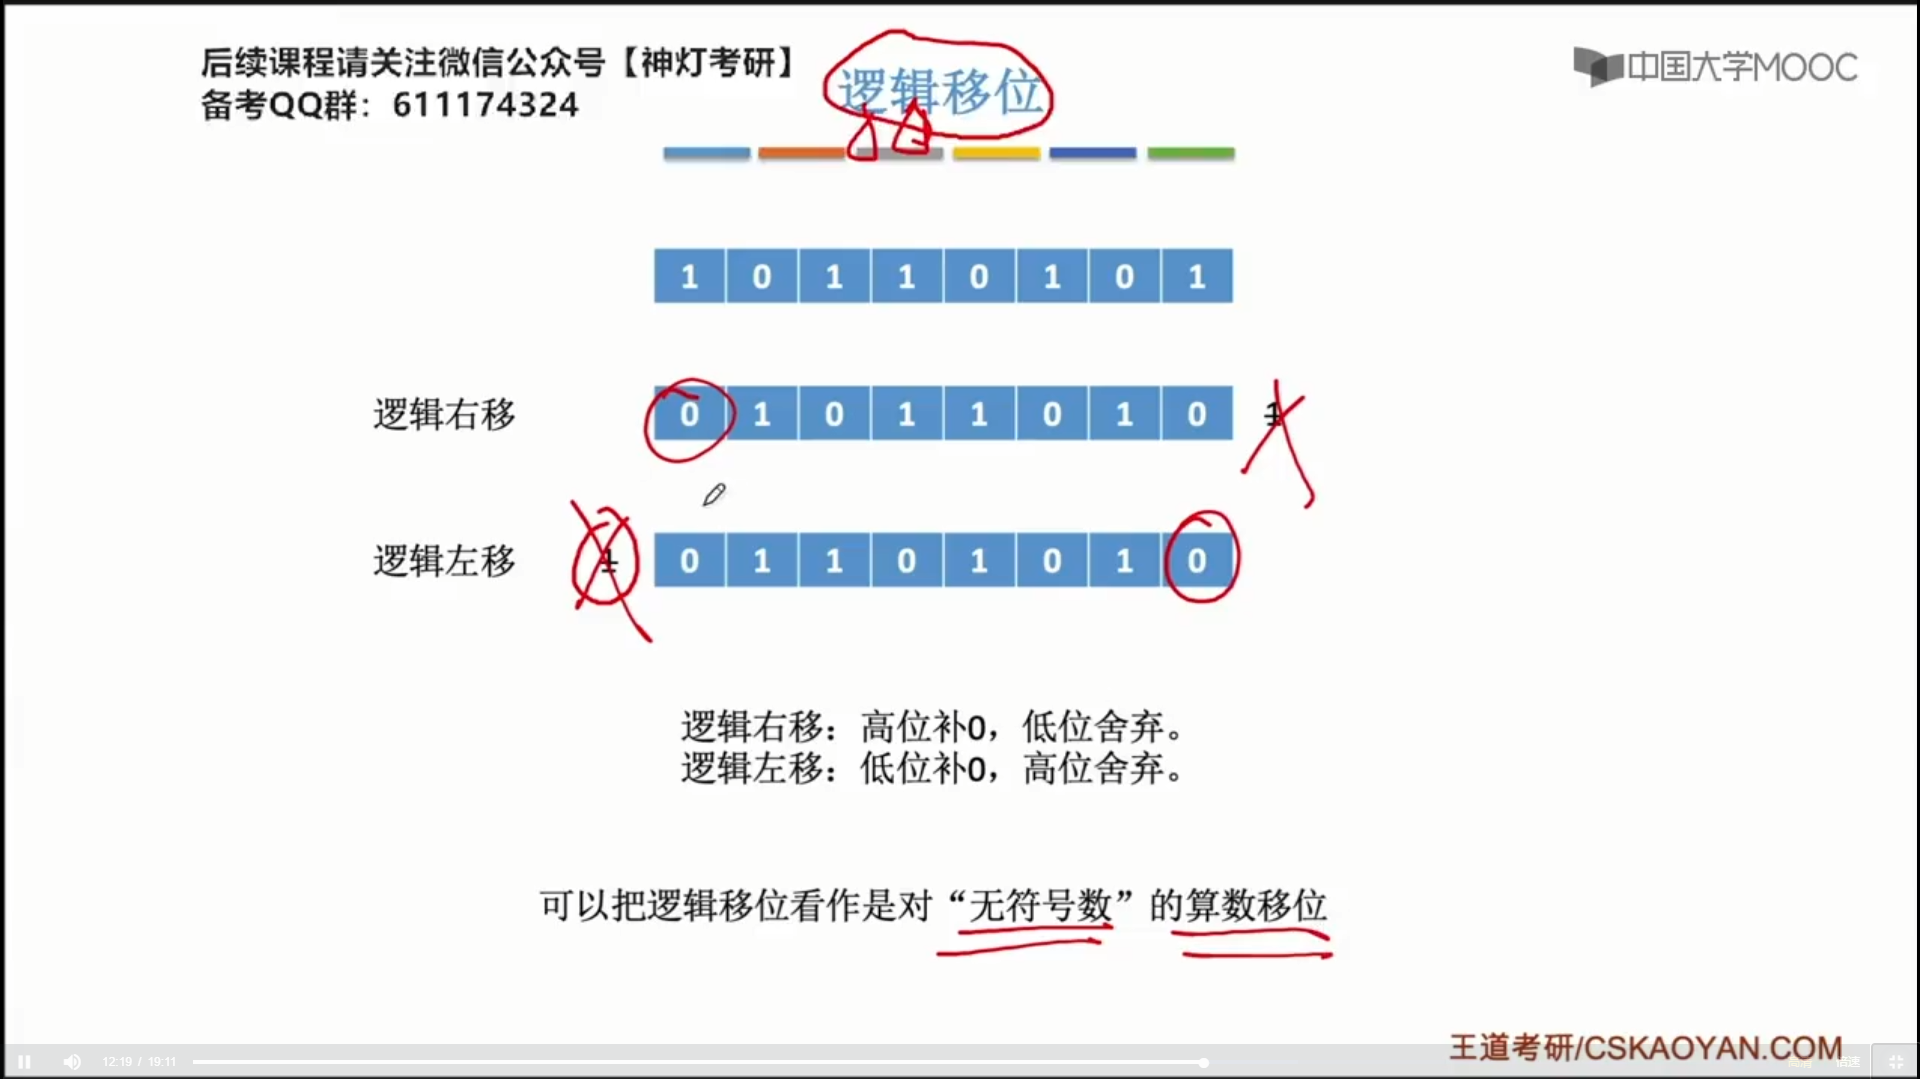 后续课程请关注微信公众号【神灯考研】
备考QQ群：611174324
逻辑移位
中国大学MOOC
1 0 1 1 0 1 0 1
逻辑右移 0 1 0 1 1 0 1 0 1
逻辑左移 1 0 1 1 0 1 0 1 0
逻辑右移：高位补0，低位舍弃。
逻辑左移：低位补0，高位舍弃。
可以把逻辑移位看作是对“无符号数”的算数移位
王道考研/CSKAOYAN.COM
12:19 / 19:11
倍速